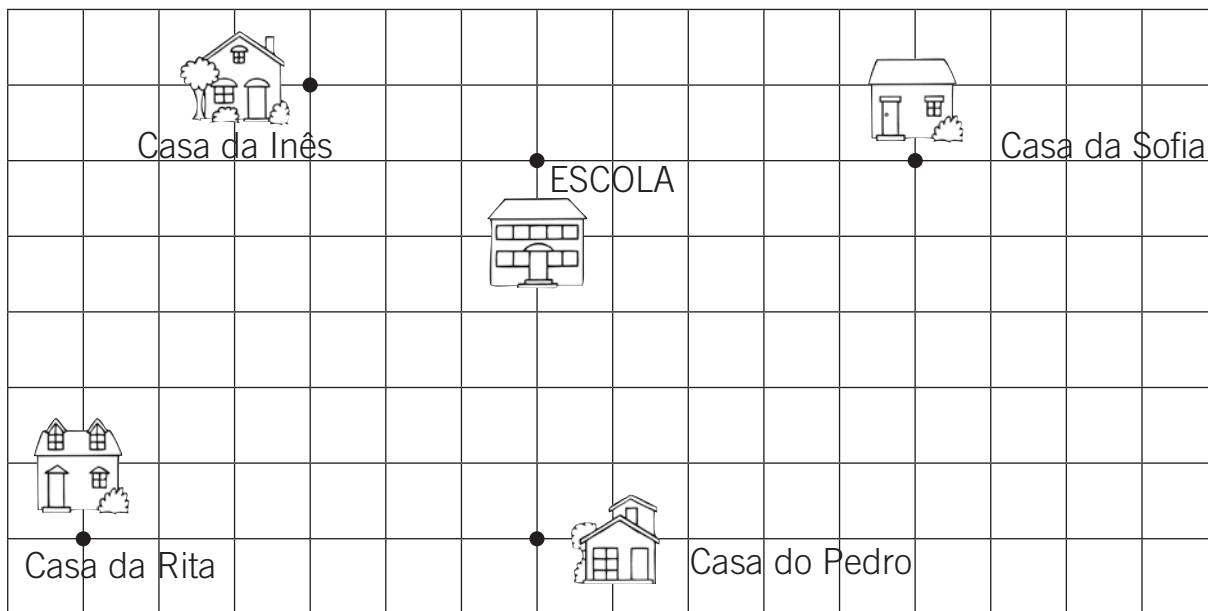 Casa da Inês
Casa da Sofia
ESCOLA
Casa da Rita
Casa do Pedro